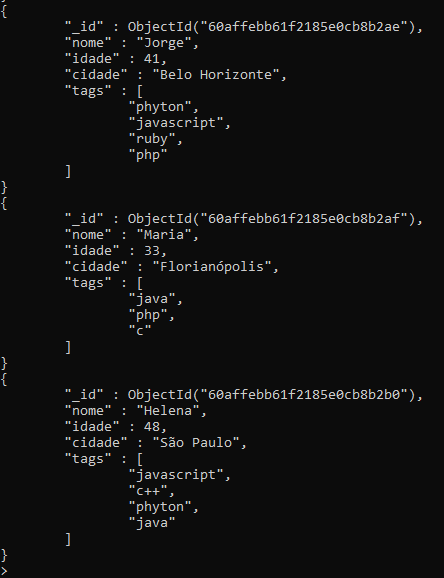 {
"_id" : ObjectId("60affebb61f2185e0cb8b2ae"),
"nome" : "Jorge",
"idade" : 41,
"cidade" : "Belo Horizonte",
"tags" : [
"phyton",
"javascript",
"ruby",
"php"
]
}
{
"_id" : ObjectId("60affebb61f2185e0cb8b2af"),
"nome" : "Maria",
"idade" : 33,
"cidade" : "Florianópolis",
"tags" : [
"java",
"php",
"c"
]
}
{
"_id" : ObjectId("60affebb61f2185e0cb8b2b0"),
"nome" : "Helena",
"idade" : 48,
"cidade" : "São Paulo",
"tags" : [
"javascript",
"c++",
"phyton",
"java"
]
}
>